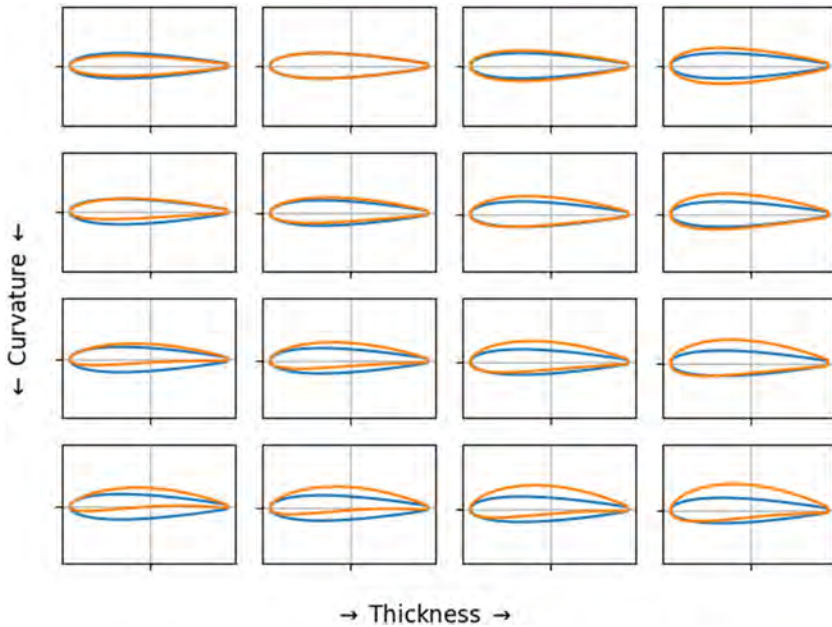 ← Curvature ←
→ Thickness →